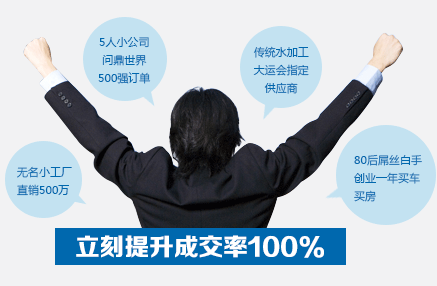 5人小公司
问鼎世界
500强订单
传统水加工
大运会指定
供应商
无名小工厂
直销500万
80后屌丝白手
创业一年买车
买房
立刻提升成交率100%